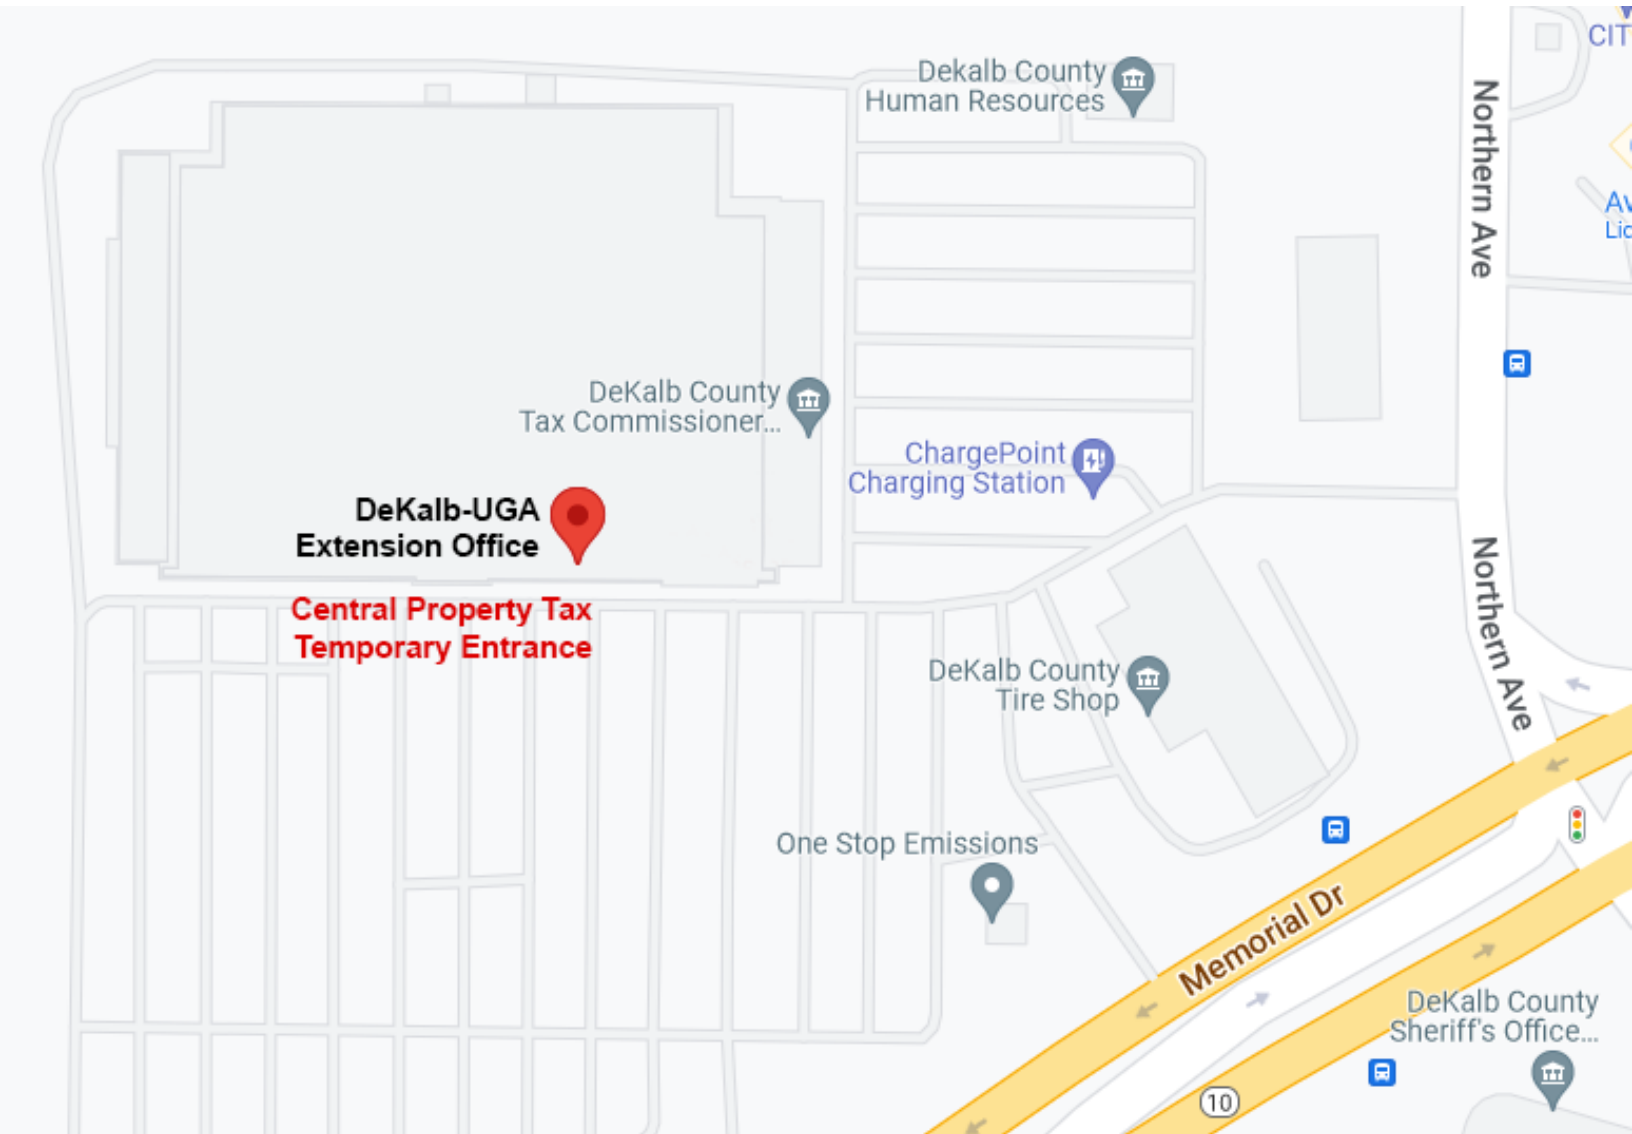 Dekalb County
Human Resources
CIT
Northern Ave
Av
Lic
DeKalb County
Tax Commissioner...
ChargePoint
Charging Station
DeKalb-UGA
Extension Office
Central Property Tax
Temporary Entrance
Northern Ave
DeKalb County
Tire Shop
One Stop Emissions
Memorial Dr
DeKalb County
Sheriff's Office...
10